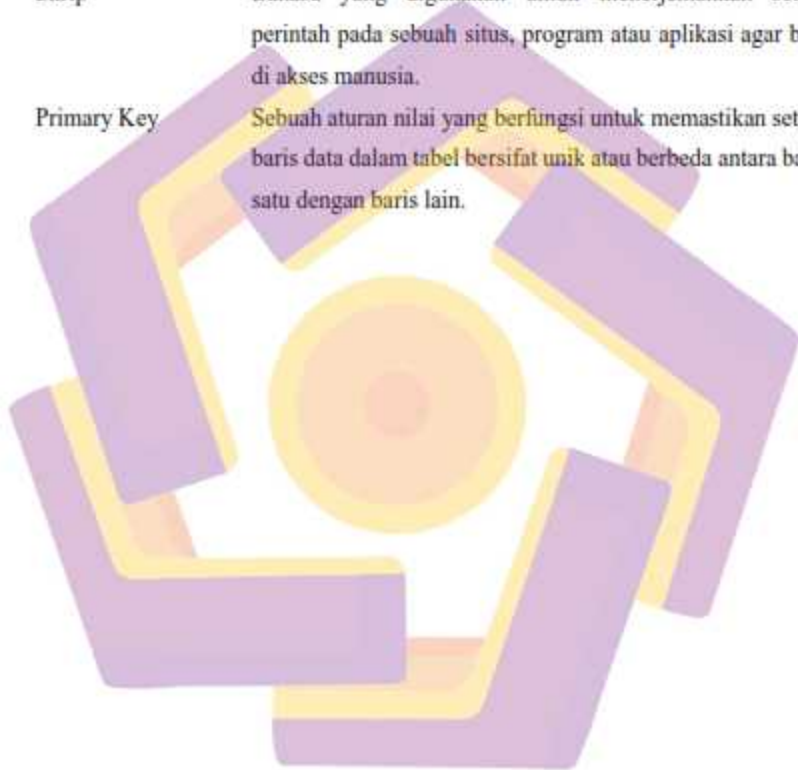 perintah pada sebuah situs, program atau aplikasi agar b
di akses manusia.
Primary Key Sebuah aturan nilai yang berfungsi untuk memastikan set
baris data dalam tabel bersifat unik atau berbeda antara ba
satu dengan baris lain.